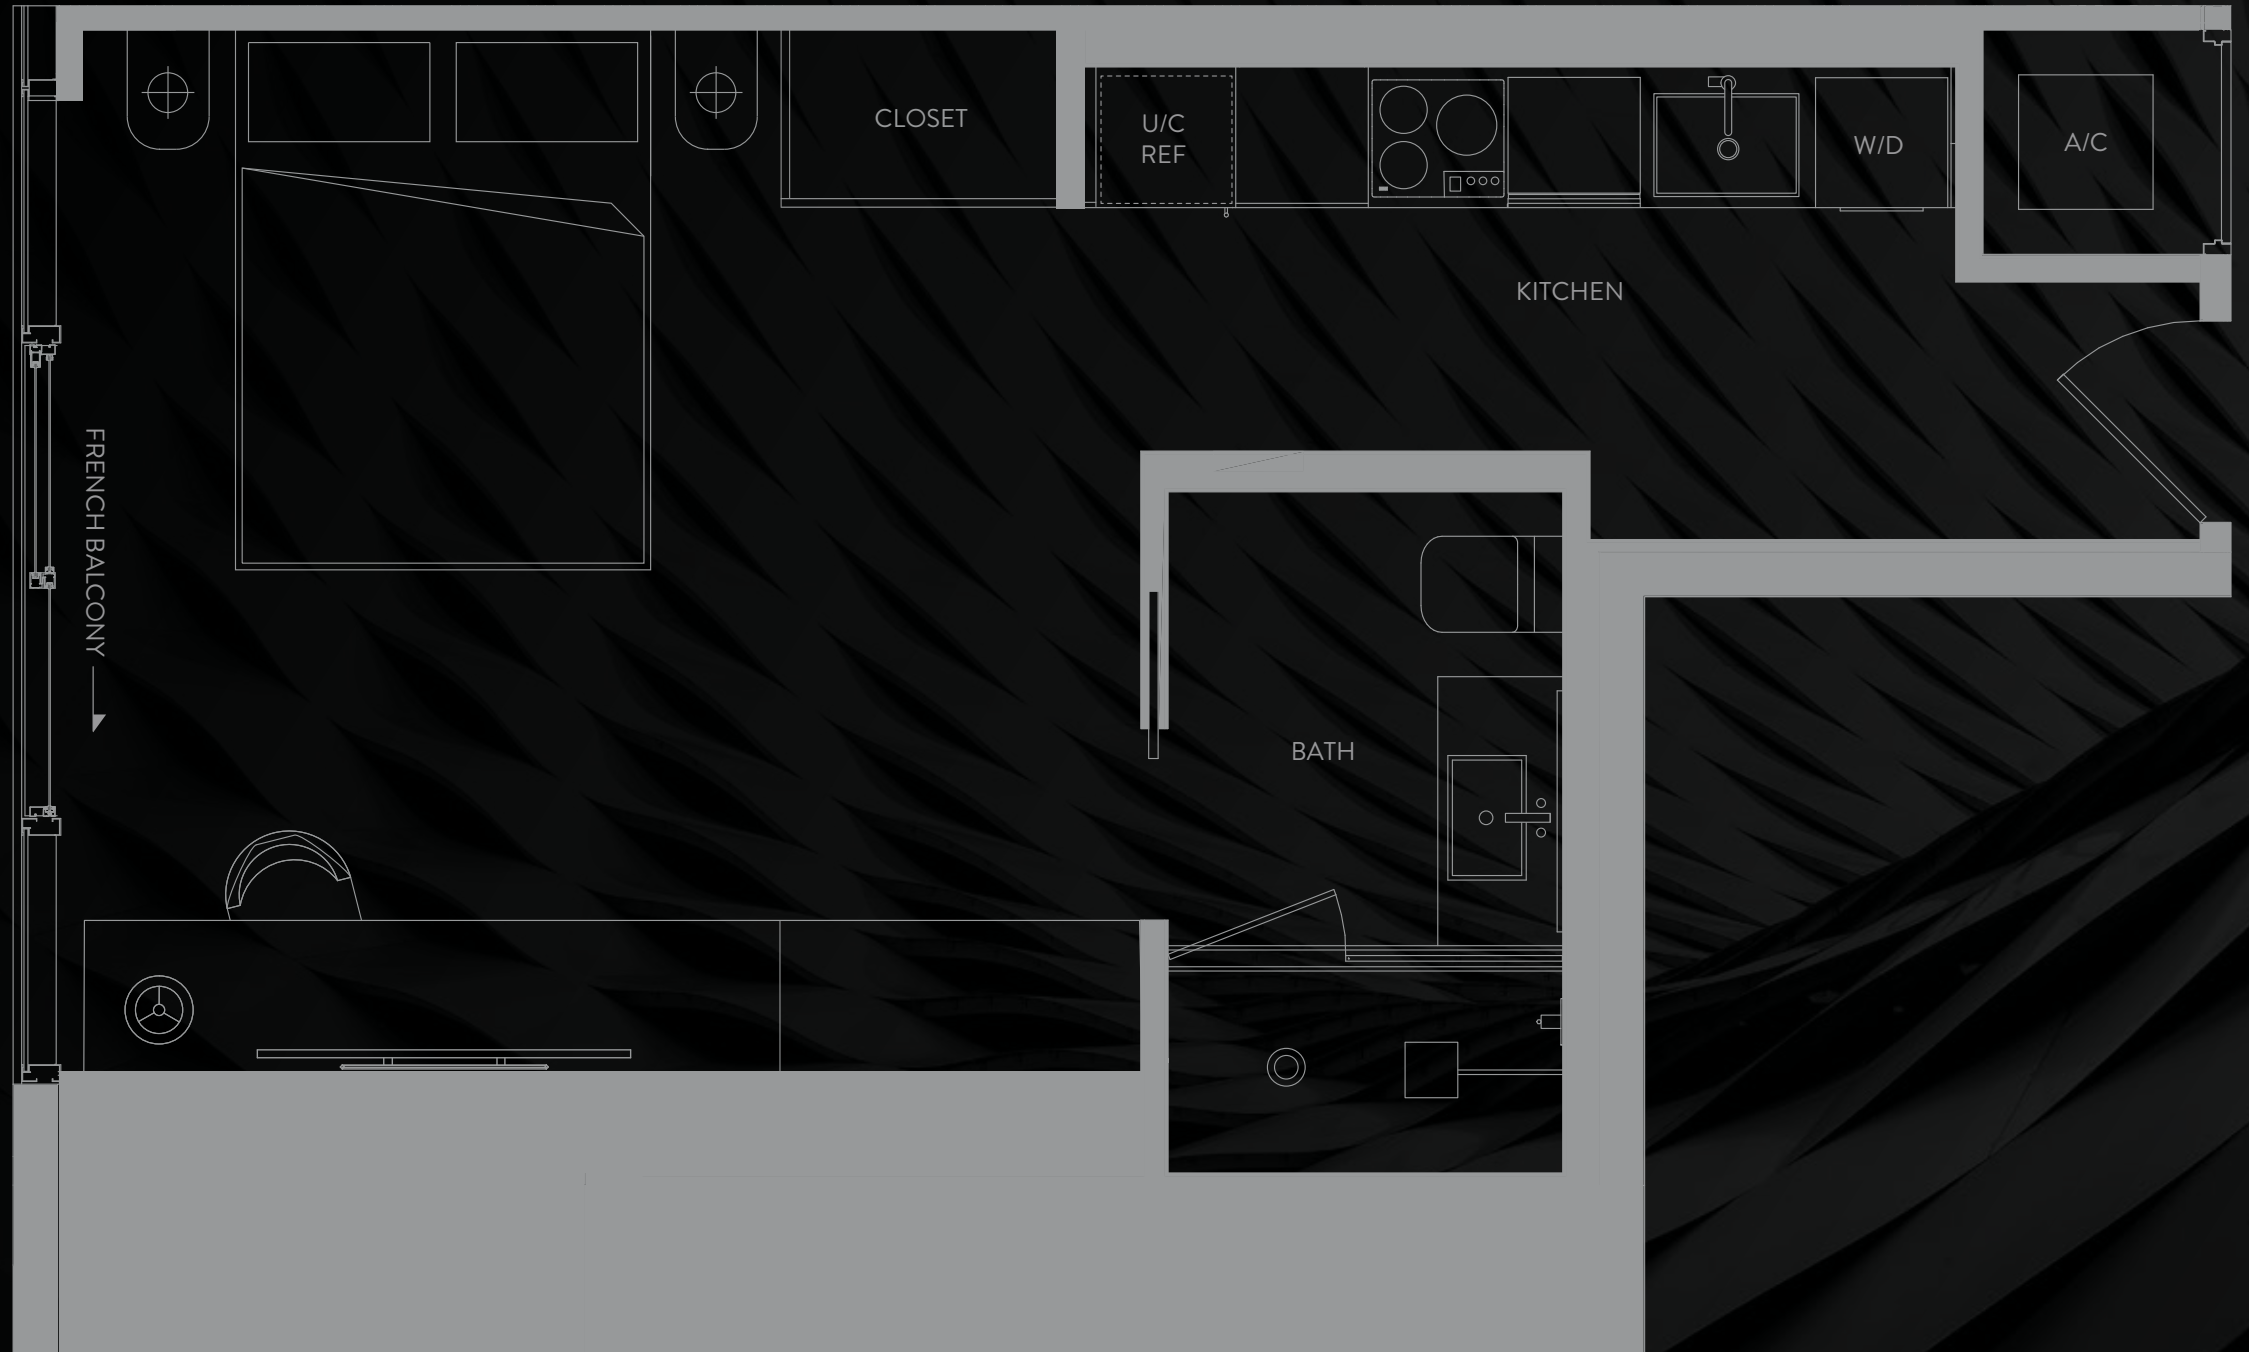 CLOSET
U/C
REF
W/D
A/C
KITCHEN
FRENCH BALCONY
BATH